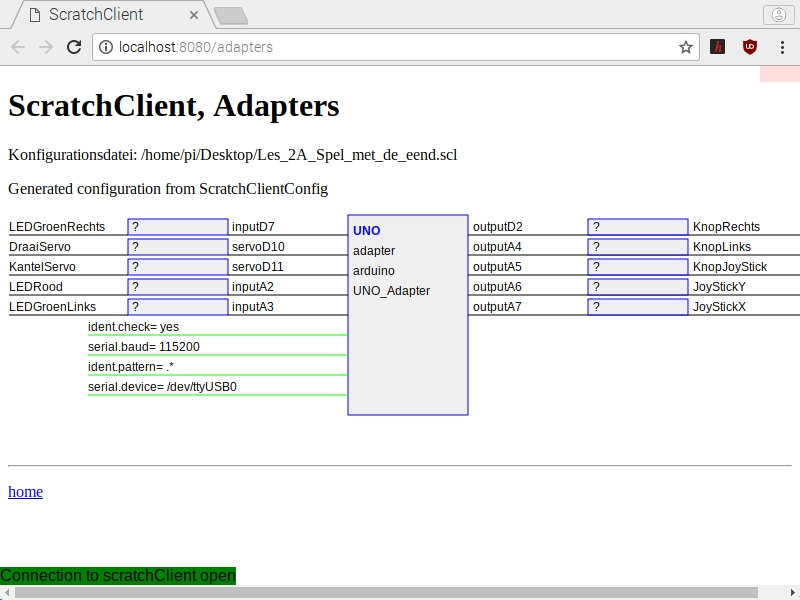 ScratchClient
localhost:8080/adapters
ScratchClient, Adapters
Konfigurationsdatei: /home/pi/Desktop/Les_2A_Spel_met_de_eend.scl
Generated configuration from ScratchClientConfig
LEDGroenRechts ? inputD7 UNO outputD2 ? KnopRechts
DraaiServo ? servoD10 adapter outputA4 ? KnopLinks
KantelServo ? servoD11 arduino outputA5 ? KnopJoyStick
LEDRood ? inputA2 UNO_Adapter outputA6 ? JoyStickY
LEDGroenLinks ? inputA3 outputA7 ? JoyStickX
ident.check= yes
serial.baud= 115200
ident.pattern= .*
serial.device= /dev/ttyUSB0
home
Connection to scratchClient open